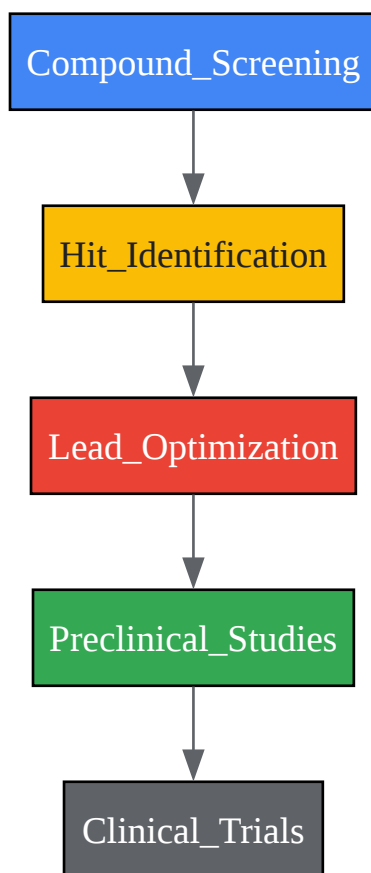 Compound_Screening
Hit_Identification
Lead_Optimization
Preclinical_Studies
Clinical_Trials